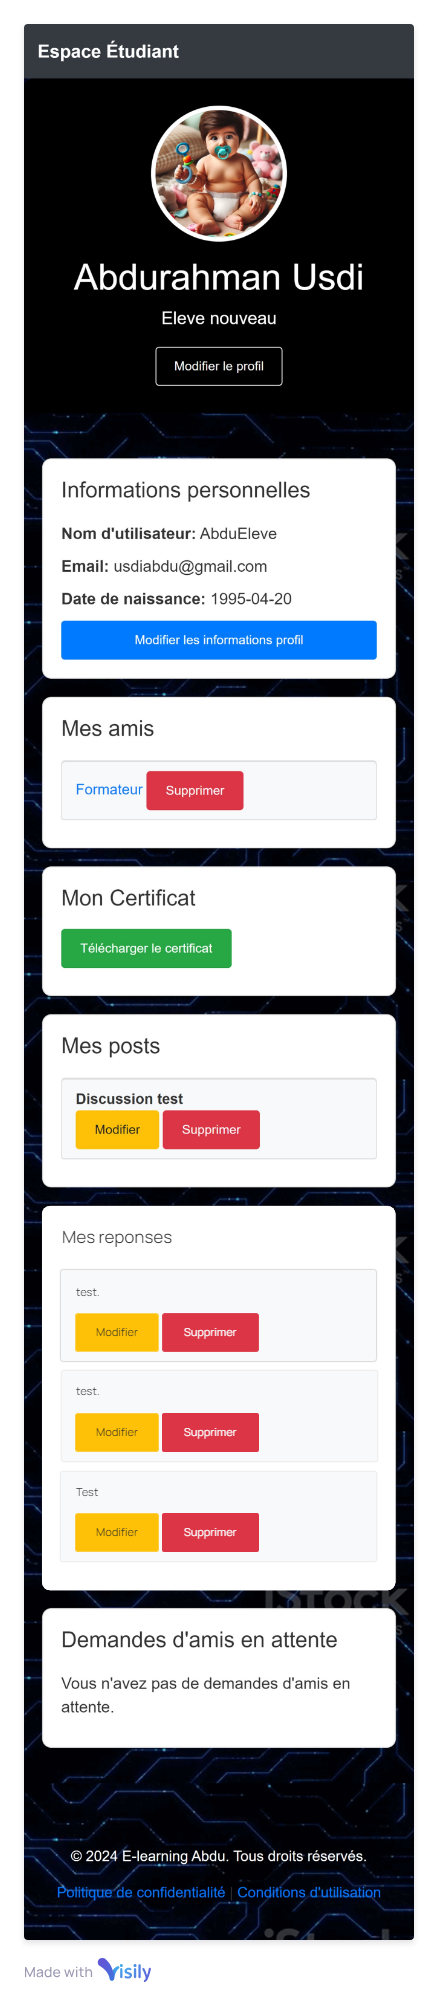 Espace Étudiant
Abdurahman Usdi
Eleve nouveau
Modifier le profil
Informations personnelles
Nom d'utilisateur: AbduEleve
Email: usdiabdu@gmail.com
Date de naissance: 1995-04-20
Modifier les informations profil
Mes amis
Formateur Supprimer
Mon Certificat
Télécharger le certificat
Mes posts
Discussion test
Modifier Supprimer
Mes reponses
test.
Modifier Supprimer
test.
Modifier Supprimer
Test
Modifier Supprimer
iStock
Demandes d'amis en attente
Vous n'avez pas de demandes d'amis en
attente.
© 2024 E-learning Abdu. Tous droits réservés.
Politique de confidentialité | Conditions d'utilisation
Made with Visily